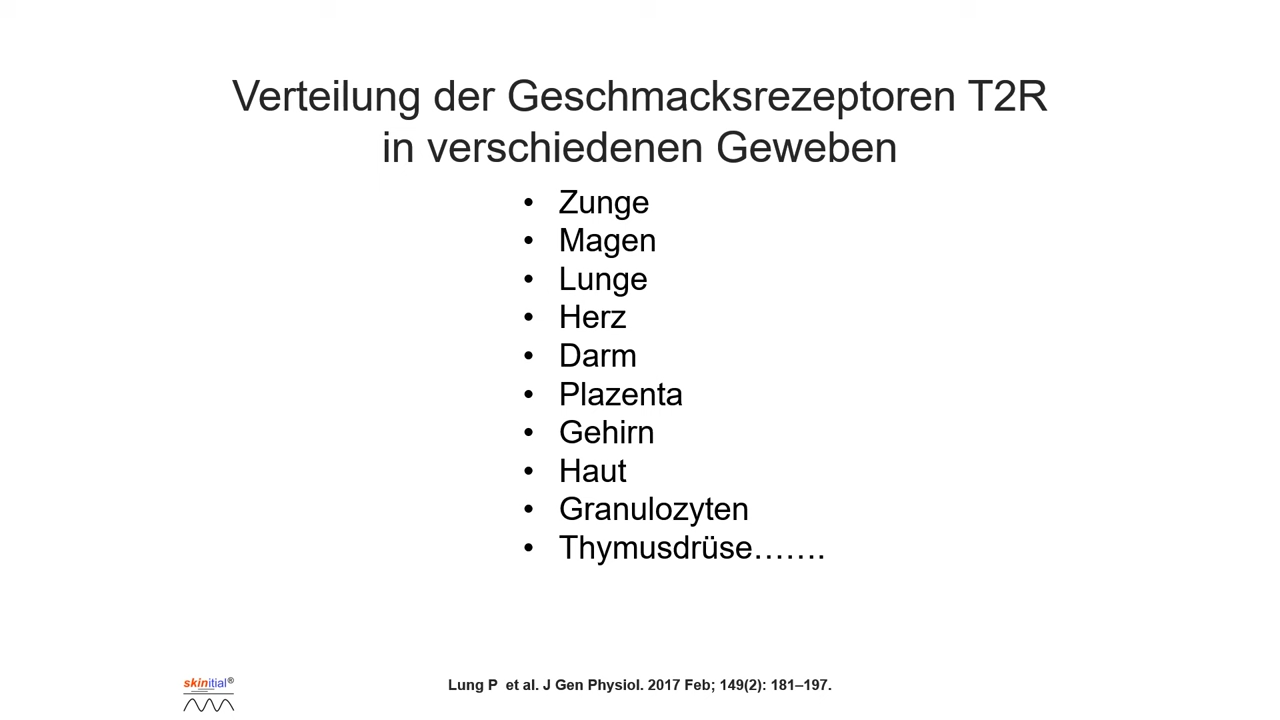 Verteilung der Geschmacksrezeptoren T2R
in verschiedenen Geweben
• Zunge
• Magen
• Lunge
• Herz
• Darm
• Plazenta
• Gehirn
• Haut
• Granulozyten
• Thymusdrüse…….
skinitial®
Lung P et al. J Gen Physiol. 2017 Feb; 149(2): 181–197.